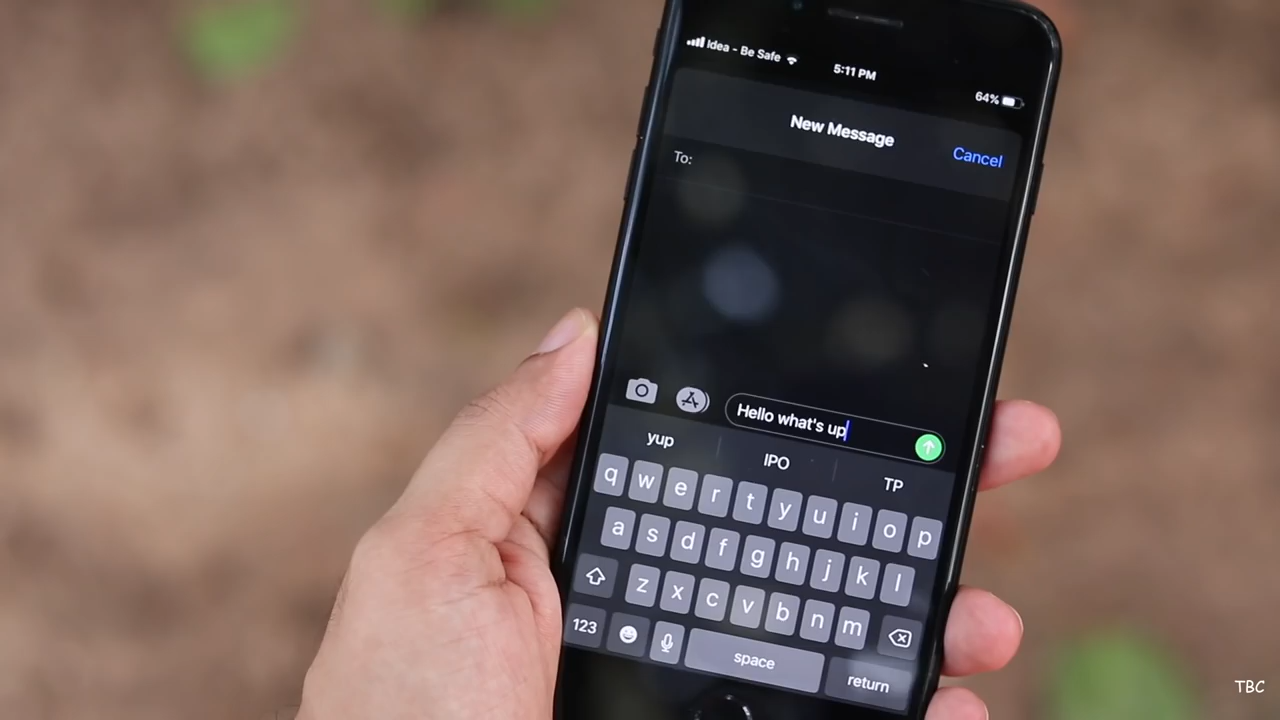 Idea - Be Safe
5:11 PM
64%
New Message
Cancel
To:
Hello what's up
yup
IPO
TP
q w e r t y u i o p
a s d f g h j k l
z x c v b n m
123
space
return
TBC